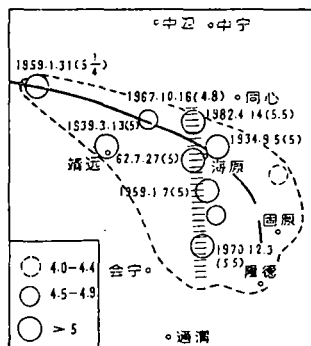 中卫 中宁
1959.1.31(5 1/4)
1967.10.16(4.8) 同心
1982.4.14(5.5)
1939.3.13(5)
1934.9.5(5)
靖远
62.7.27(5)
海原
1959.1.7(5)
固原
1970.12.3
(5.5)
会宁
隆德
4.0-4.4
4.5-4.9
>5
通渭